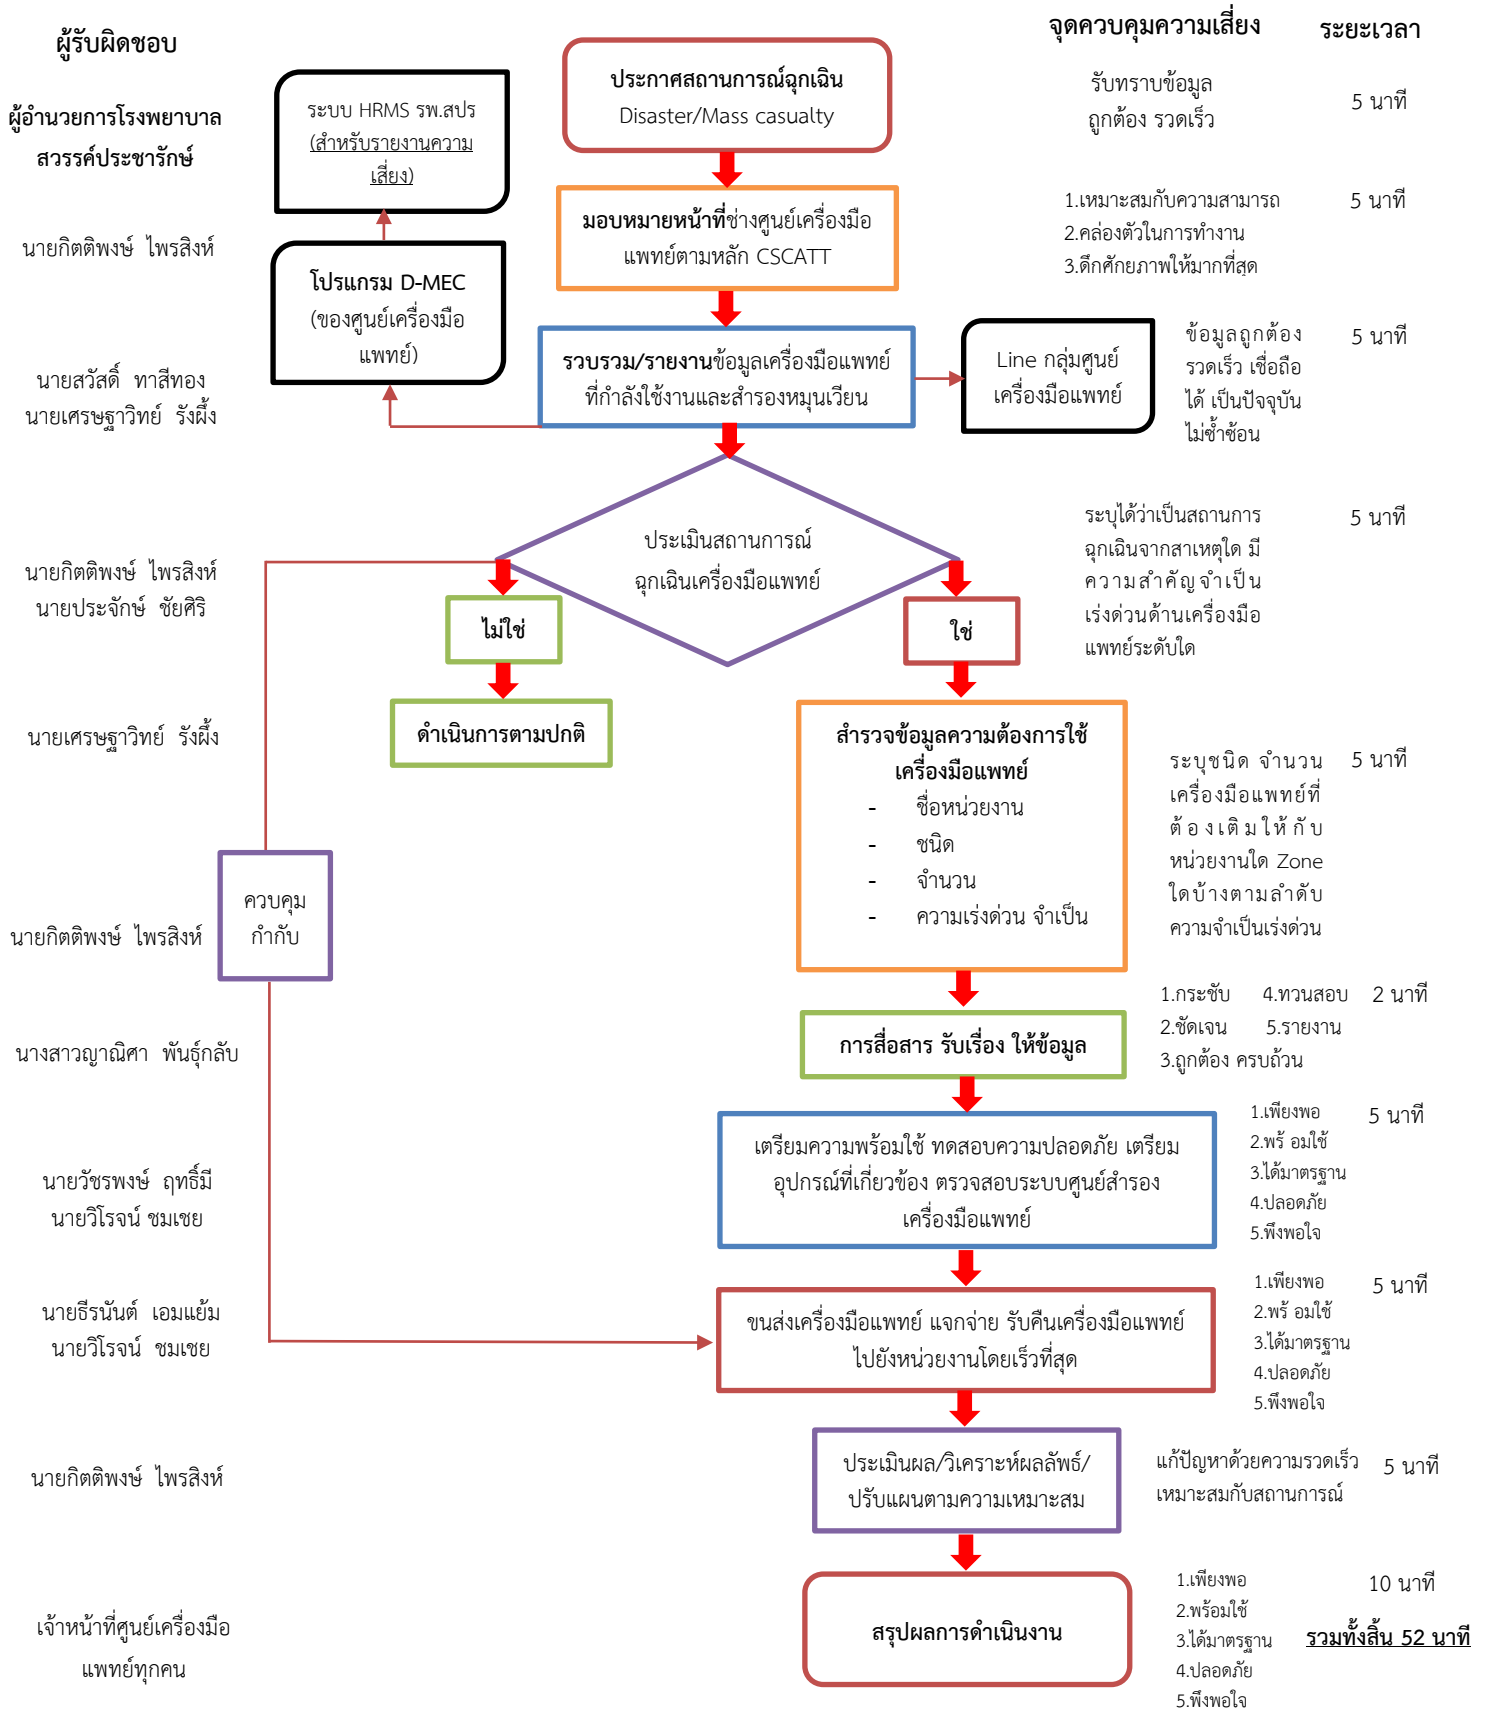 ผู้รับผิดชอบ
จุดควบคุมความเสี่ยง
ระยะเวลา
ผู้อำนวยการโรงพยาบาล
สวรรค์ประชารักษ์
ระบบ HRMS รพ.สปร
(สำหรับรายงานความ
เสี่ยง)
ประกาศสถานการณ์ฉุกเฉิน
Disaster/Mass casualty
รับทราบข้อมูล
ถูกต้อง รวดเร็ว
5 นาที
นายกิตติพงษ์ ไพรสิงห์
มอบหมายหน้าที่ช่างศูนย์เครื่องมือ
แพทย์ตามหลัก CSCATT
1.เหมาะสมกับความสามารถ
2.คล่องตัวในการทำงาน
3.ดึกศักยภาพให้มากที่สุด
5 นาที
โปรแกรม D-MEC
(ของศูนย์เครื่องมือ
แพทย์)
นายสวัสดิ์ ทาสีทอง
นายเศรษฐาวิทย์ รังผึ้ง
รวบรวม/รายงานข้อมูลเครื่องมือแพทย์
ที่กำลังใช้งานและสำรองหมุนเวียน
Line กลุ่มศูนย์
เครื่องมือแพทย์
ข้อมูลถูกต้อง
รวดเร็ว เชื่อถือ
ได้ เป็นปัจจุบัน
ไม่ซ้ำซ้อน
5 นาที
นายกิตติพงษ์ ไพรสิงห์
นายประจักษ์ ชัยศิริ
ประเมินสถานการณ์
ฉุกเฉินเครื่องมือแพทย์
ระบุได้ว่าเป็นสถานการ
ฉุกเฉินจากสาเหตุใด มี
ความสำคัญจำเป็น
เร่งด่วนด้านเครื่องมือ
แพทย์ระดับใด
5 นาที
ไม่ใช่
ใช่
นายเศรษฐาวิทย์ รังผึ้ง
ดำเนินการตามปกติ
สำรวจข้อมูลความต้องการใช้
เครื่องมือแพทย์
- ชื่อหน่วยงาน
- ชนิด
- จำนวน
- ความเร่งด่วน จำเป็น
ระบุชนิด จำนวน
เครื่องมือแพทย์ที่
ต้องเติมให้กับ
หน่วยงานใด Zone
ใดบ้างตามลำดับ
ความจำเป็นเร่งด่วน
5 นาที
นายกิตติพงษ์ ไพรสิงห์
ควบคุม
กำกับ
นางสาวญาณิศา พันธุ์กลับ
การสื่อสาร รับเรื่อง ให้ข้อมูล
1.กระชับ 4.ทวนสอบ
2.ชัดเจน 5.รายงาน
3.ถูกต้อง ครบถ้วน
2 นาที
นายวัชรพงษ์ ฤทธิ์มี
นายวิโรจน์ ชมเชย
เตรียมความพร้อมใช้ ทดสอบความปลอดภัย เตรียม
อุปกรณ์ที่เกี่ยวข้อง ตรวจสอบระบบศูนย์สำรอง
เครื่องมือแพทย์
1.เพียงพอ
2.พร้ อมใช้
3.ได้มาตรฐาน
4.ปลอดภัย
5.พึงพอใจ
5 นาที
นายธีรนันต์ เอมแย้ม
นายวิโรจน์ ชมเชย
ขนส่งเครื่องมือแพทย์ แจกจ่าย รับคืนเครื่องมือแพทย์
ไปยังหน่วยงานโดยเร็วที่สุด
1.เพียงพอ
2.พร้ อมใช้
3.ได้มาตรฐาน
4.ปลอดภัย
5.พึงพอใจ
5 นาที
นายกิตติพงษ์ ไพรสิงห์
ประเมินผล/วิเคราะห์ผลลัพธ์/
ปรับแผนตามความเหมาะสม
แก้ปัญหาด้วยความรวดเร็ว
เหมาะสมกับสถานการณ์
5 นาที
เจ้าหน้าที่ศูนย์เครื่องมือ
แพทย์ทุกคน
สรุปผลการดำเนินงาน
1.เพียงพอ
2.พร้อมใช้
3.ได้มาตรฐาน
4.ปลอดภัย
5.พึงพอใจ
10 นาที
รวมทั้งสิ้น 52 นาที